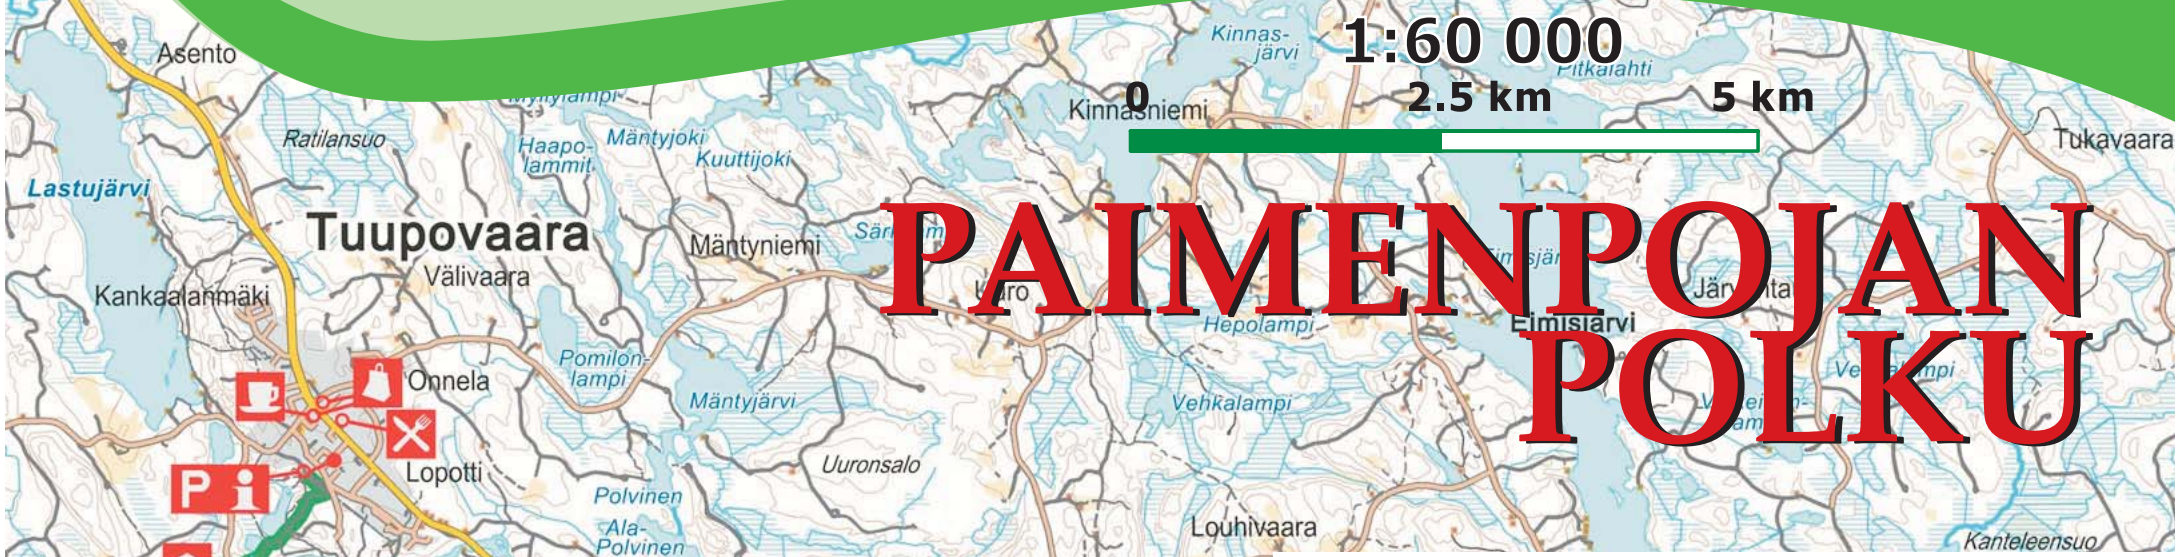 Asento
Kinnas-
järvi
1:60 000
Pitkälahti
0
2.5 km
5 km
Kinnasniemi
Ratilansuo
Haapo-
lammit
Mäntyjoki
Kuuttijoki
Tukavaara
Lastujärvi
Tuupovaara
Välivaara
Mäntyniemi
PAIMENPOJAN
POLKU
Kankaalanmäki
Hepolampi
Eimisjärvi
Pomilon-
lampi
Onnela
Mäntyjärvi
Vehkalampi
Lopotti
Uuronsalo
P i
Polvinen
Ala-
Polvinen
Louhivaara
Kanteleensuo